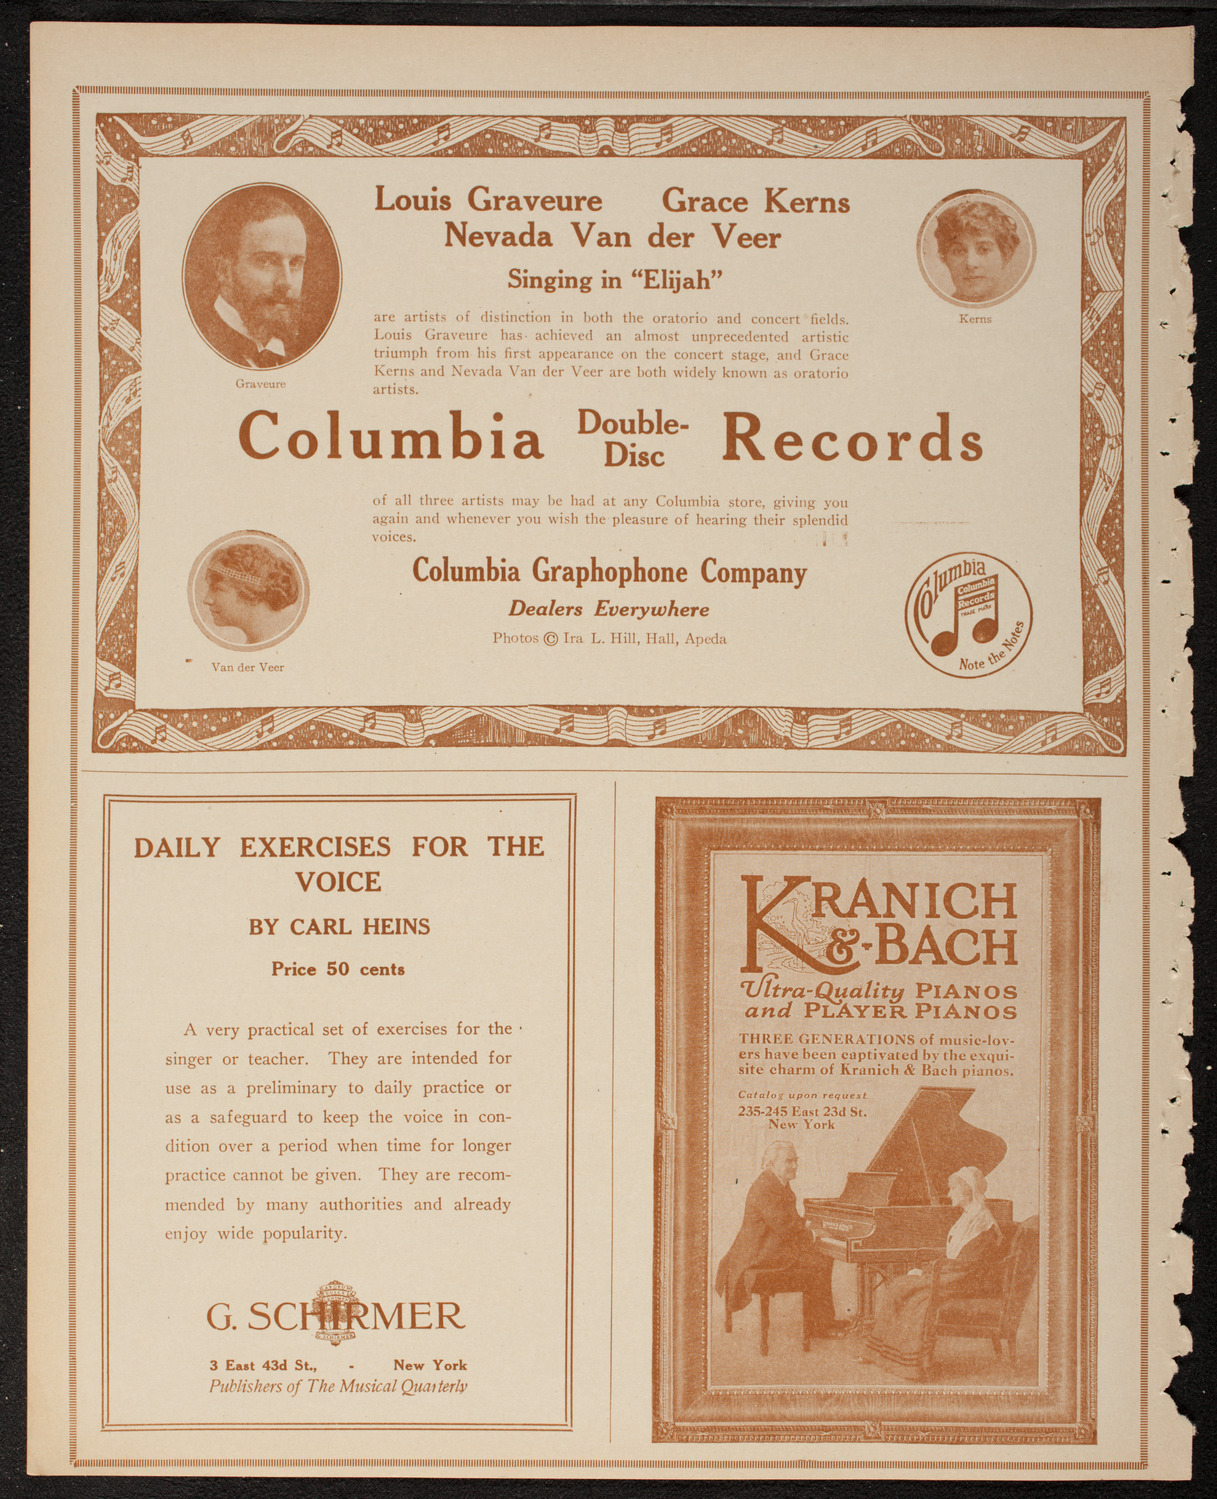 Louis Graveure Grace Kerns
Nevada Van der Veer
Singing in “Elijah”
are artists of distinction in both the oratorio and concert fields.
Louis Graveure has achieved an almost unprecedented artistic
triumph from his first appearance on the concert stage, and Grace
Kerns and Nevada Van der Veer are both widely known as oratorio
artists.
Graveure
Kerns
Columbia Double-Disc Records
of all three artists may be had at any Columbia store, giving you
again and whenever you wish the pleasure of hearing their splendid
voices.
Columbia Graphophone Company
Dealers Everywhere
Photos © Ira L. Hill, Hall, Apeda
Van der Veer
Columbia
Columbia
Records
TRADE MARK
Note the Notes
DAILY EXERCISES FOR THE
VOICE
BY CARL HEINS
Price 50 cents
A very practical set of exercises for the
singer or teacher. They are intended for
use as a preliminary to daily practice or
as a safeguard to keep the voice in con-
dition over a period when time for longer
practice cannot be given. They are recom-
mended by many authorities and already
enjoy wide popularity.
G. SCHIRMER
3 East 43d St., - New York
Publishers of The Musical Quarterly
KRANICH
&-BACH
Ultra-Quality PIANOS
and PLAYER PIANOS
THREE GENERATIONS of music-lov-
ers have been captivated by the exqui-
site charm of Kranich & Bach pianos.
Catalog upon request
235-245 East 23d St.
New York